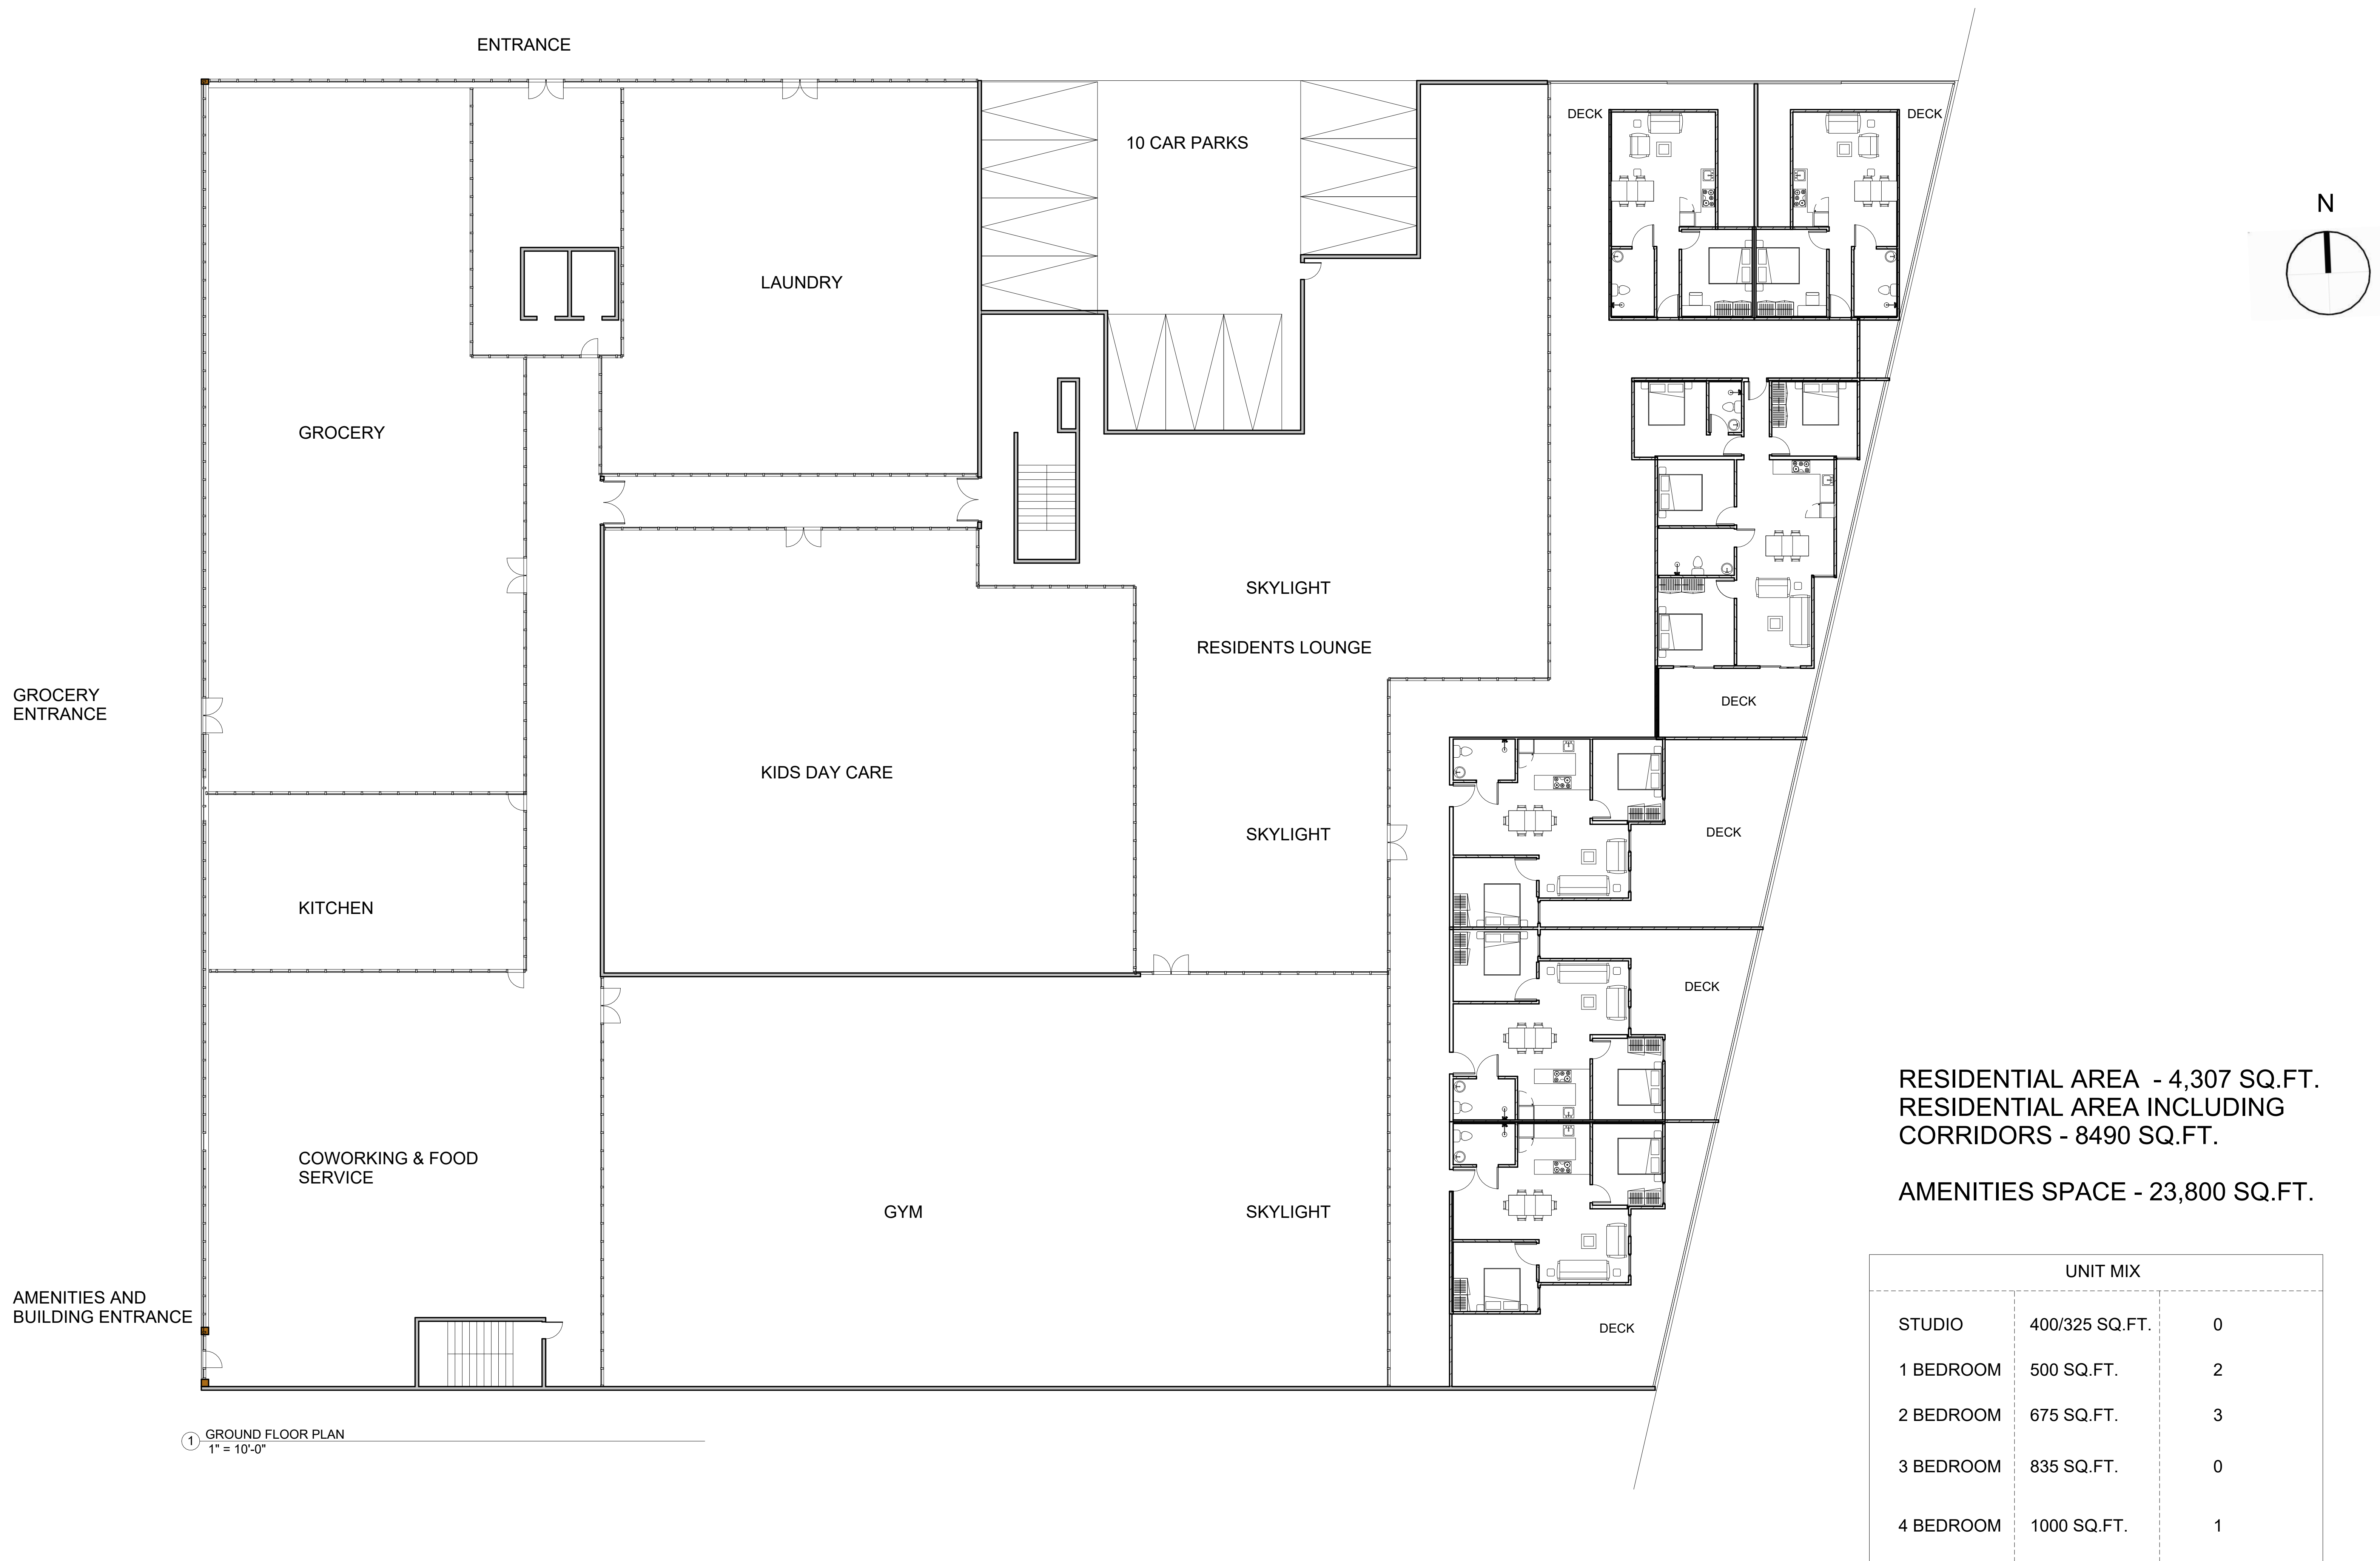 ENTRANCE
DECK
DECK
10 CAR PARKS
N
LAUNDRY
GROCERY
SKYLIGHT
RESIDENTS LOUNGE
GROCERY
ENTRANCE
DECK
KIDS DAY CARE
SKYLIGHT
DECK
KITCHEN
DECK
RESIDENTIAL AREA - 4,307 SQ.FT.
RESIDENTIAL AREA INCLUDING
CORRIDORS - 8490 SQ.FT.
AMENITIES SPACE - 23,800 SQ.FT.
COWORKING & FOOD
SERVICE
GYM
SKYLIGHT
AMENITIES AND
BUILDING ENTRANCE
DECK
UNIT MIX
STUDIO 400/325 SQ.FT. 0
1 BEDROOM 500 SQ.FT. 2
2 BEDROOM 675 SQ.FT. 3
3 BEDROOM 835 SQ.FT. 0
4 BEDROOM 1000 SQ.FT. 1
1 GROUND FLOOR PLAN
1" = 10'-0"